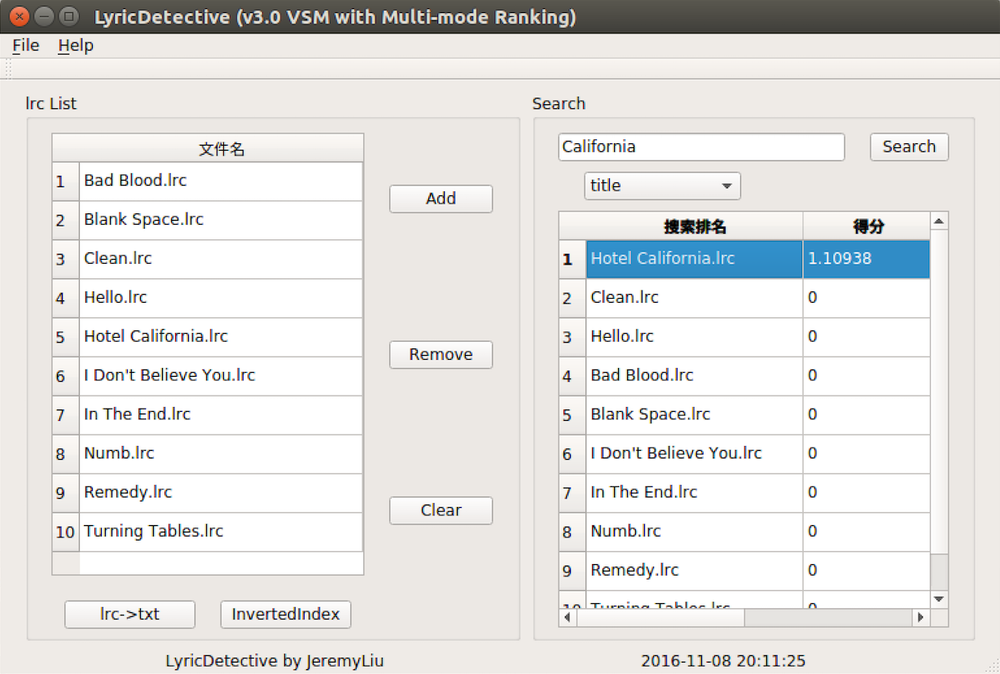 LyricDetective (v3.0 VSM with Multi-mode Ranking)
File Help
lrc List
文件名
1 Bad Blood.lrc
2 Blank Space.lrc
3 Clean.lrc
4 Hello.lrc
5 Hotel California.lrc
6 I Don't Believe You.lrc
7 In The End.lrc
8 Numb.lrc
9 Remedy.lrc
10 Turning Tables.lrc
Add
Remove
Clear
lrc->txt InvertedIndex
Search
California Search
title
搜索排名 得分
1 Hotel California.lrc 1.10938
2 Clean.lrc 0
3 Hello.lrc 0
4 Bad Blood.lrc 0
5 Blank Space.lrc 0
6 I Don't Believe You.lrc 0
7 In The End.lrc 0
8 Numb.lrc 0
9 Remedy.lrc 0
10 Turning Tables.lrc 0
LyricDetective by JeremyLiu 2016-11-08 20:11:25